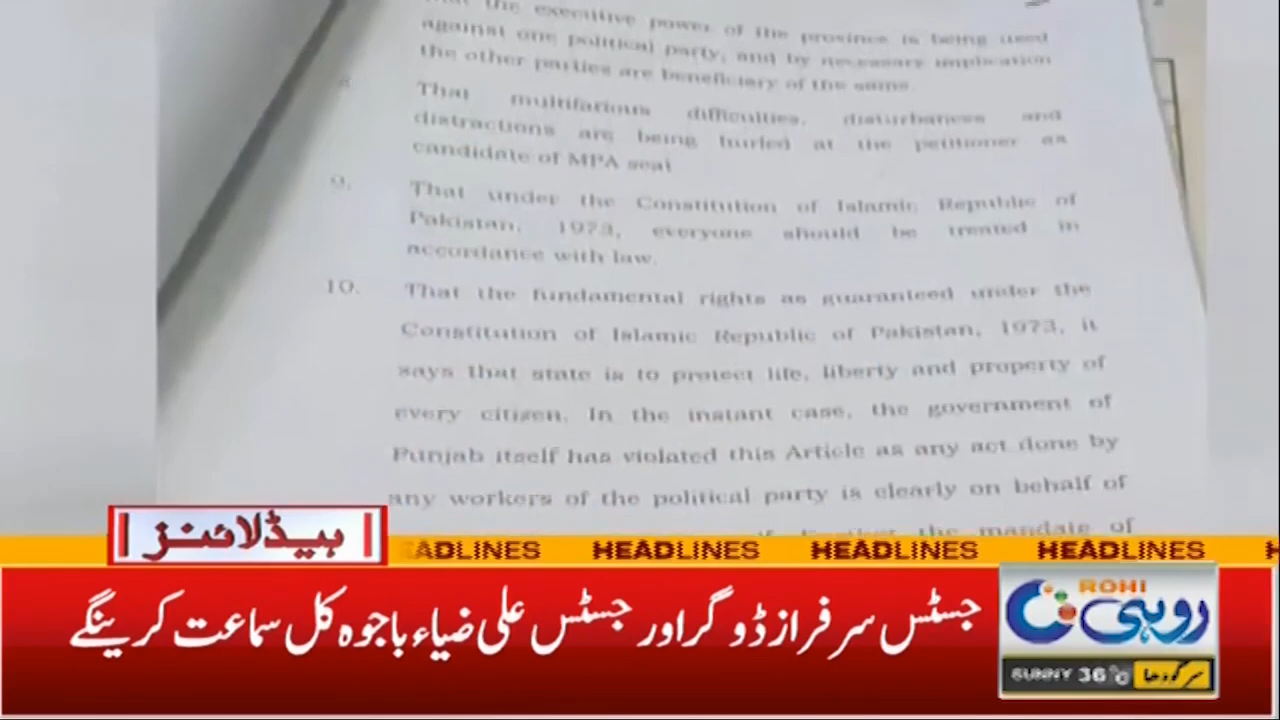 the executive power of the province is being used
against one political party, and by necessary implication
the other parties are beneficiary of the same.
That multifarious difficulties, disturbances and
distractions are being hurled at the petitioner as
candidate of MPA seat
9. That under the Constitution of Islamic Republic of
Pakistan, 1973, everyone should be treated in
accordance with law.
10. That the fundamental rights as guaranteed under the
Constitution of Islamic Republic of Pakistan, 1973, it
says that state is to protect life, liberty and property of
every citizen. In the instant case, the government of
Punjab itself has violated this Article as any act done by
any workers of the political party is clearly on behalf of
the mandate of
ہیڈلائنز
ADLINES HEADLINES HEADLINES HEADLINES
جسٹس سرفراز ڈوگر اور جسٹس علی ضیاء باجوہ کل سماعت کرینگے
ROHI
روہی
SUNNY 36°C سرگودھا